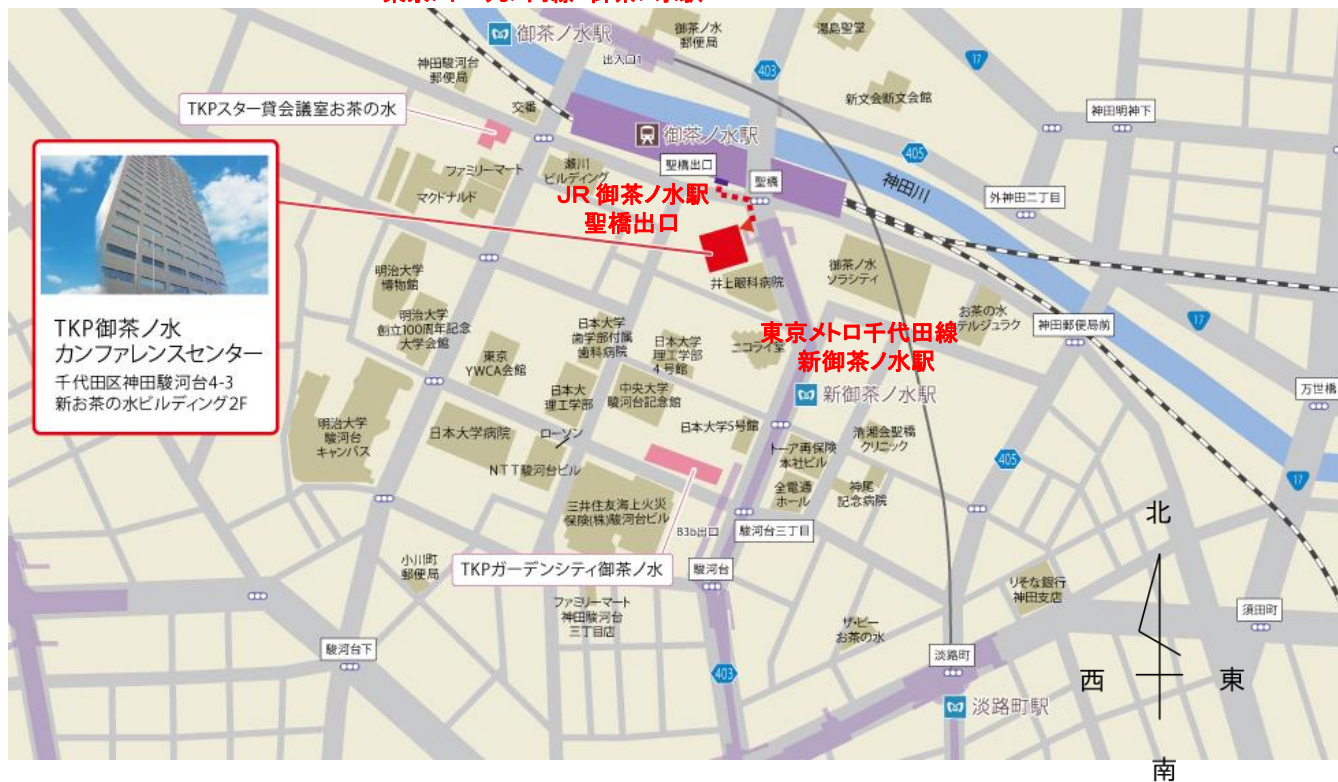 御茶ノ水駅
御茶ノ水
郵便局
湯島聖堂
出入口1
神田駿河台
郵便局
403
17
新文会新文会館
TKPスター貸会議室お茶の水
交番
神田明神下
御茶ノ水駅
聖橋出口
聖橋
405
神田川
外神田二丁目
ファミリーマート
瀬川
ビルディング
マクドナルド
JR 御茶ノ水駅
聖橋出口
井上眼科病院
御茶ノ水
ソラシティ
明治大学
博物館
TKP御茶ノ水
カンファレンスセンター
千代田区神田駿河台4-3
新お茶の水ビルディング2F
明治大学
創立100周年記念
大学会館
東京
YWCA会館
日本大学
歯学部付属
歯科病院
日本大学
理工学部
4号館
ニコライ堂
東京メトロ千代田線
新御茶ノ水駅
お茶の水
テルジュラク
神田郵便局前
17
新御茶ノ水駅
万世橋
日本大
理工学部
中央大学
駿河台記念館
明治大学
駿河台
キャンパス
日本大学病院
ローソン
日本大学5号館
トーア再保険
本社ビル
清湘会聖橋
クリニック
405
17
NTT駿河台ビル
全電通
ホール
神尾
記念病院
三井住友海上火災
保険(株)駿河台ビル
B3b出口
駿河台三丁目
北
小川町
郵便局
TKPガーデンシティ御茶ノ水
駿河台
りそな銀行
神田支店
須田町
ファミリーマート
神田駿河台
三丁目店
ザ・ビー
お茶の水
駿河台下
403
淡路町
西
東
淡路町駅
南